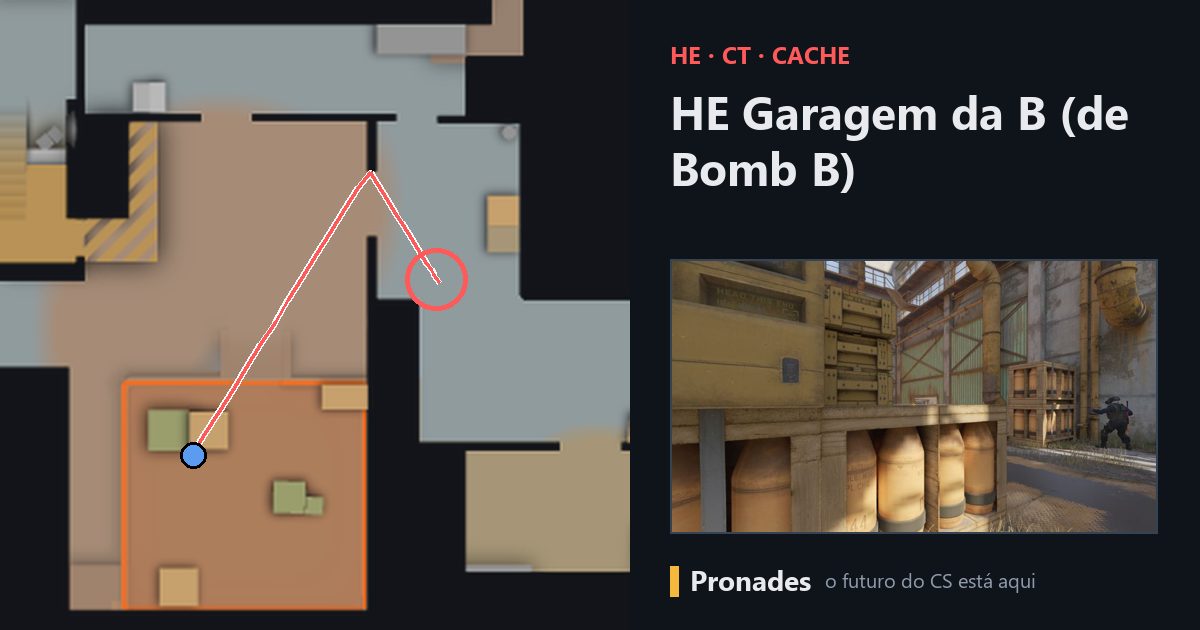 HE · CT · CACHE
HE Garagem da B (de
Bomb B)
Pronades o futuro do CS está aqui